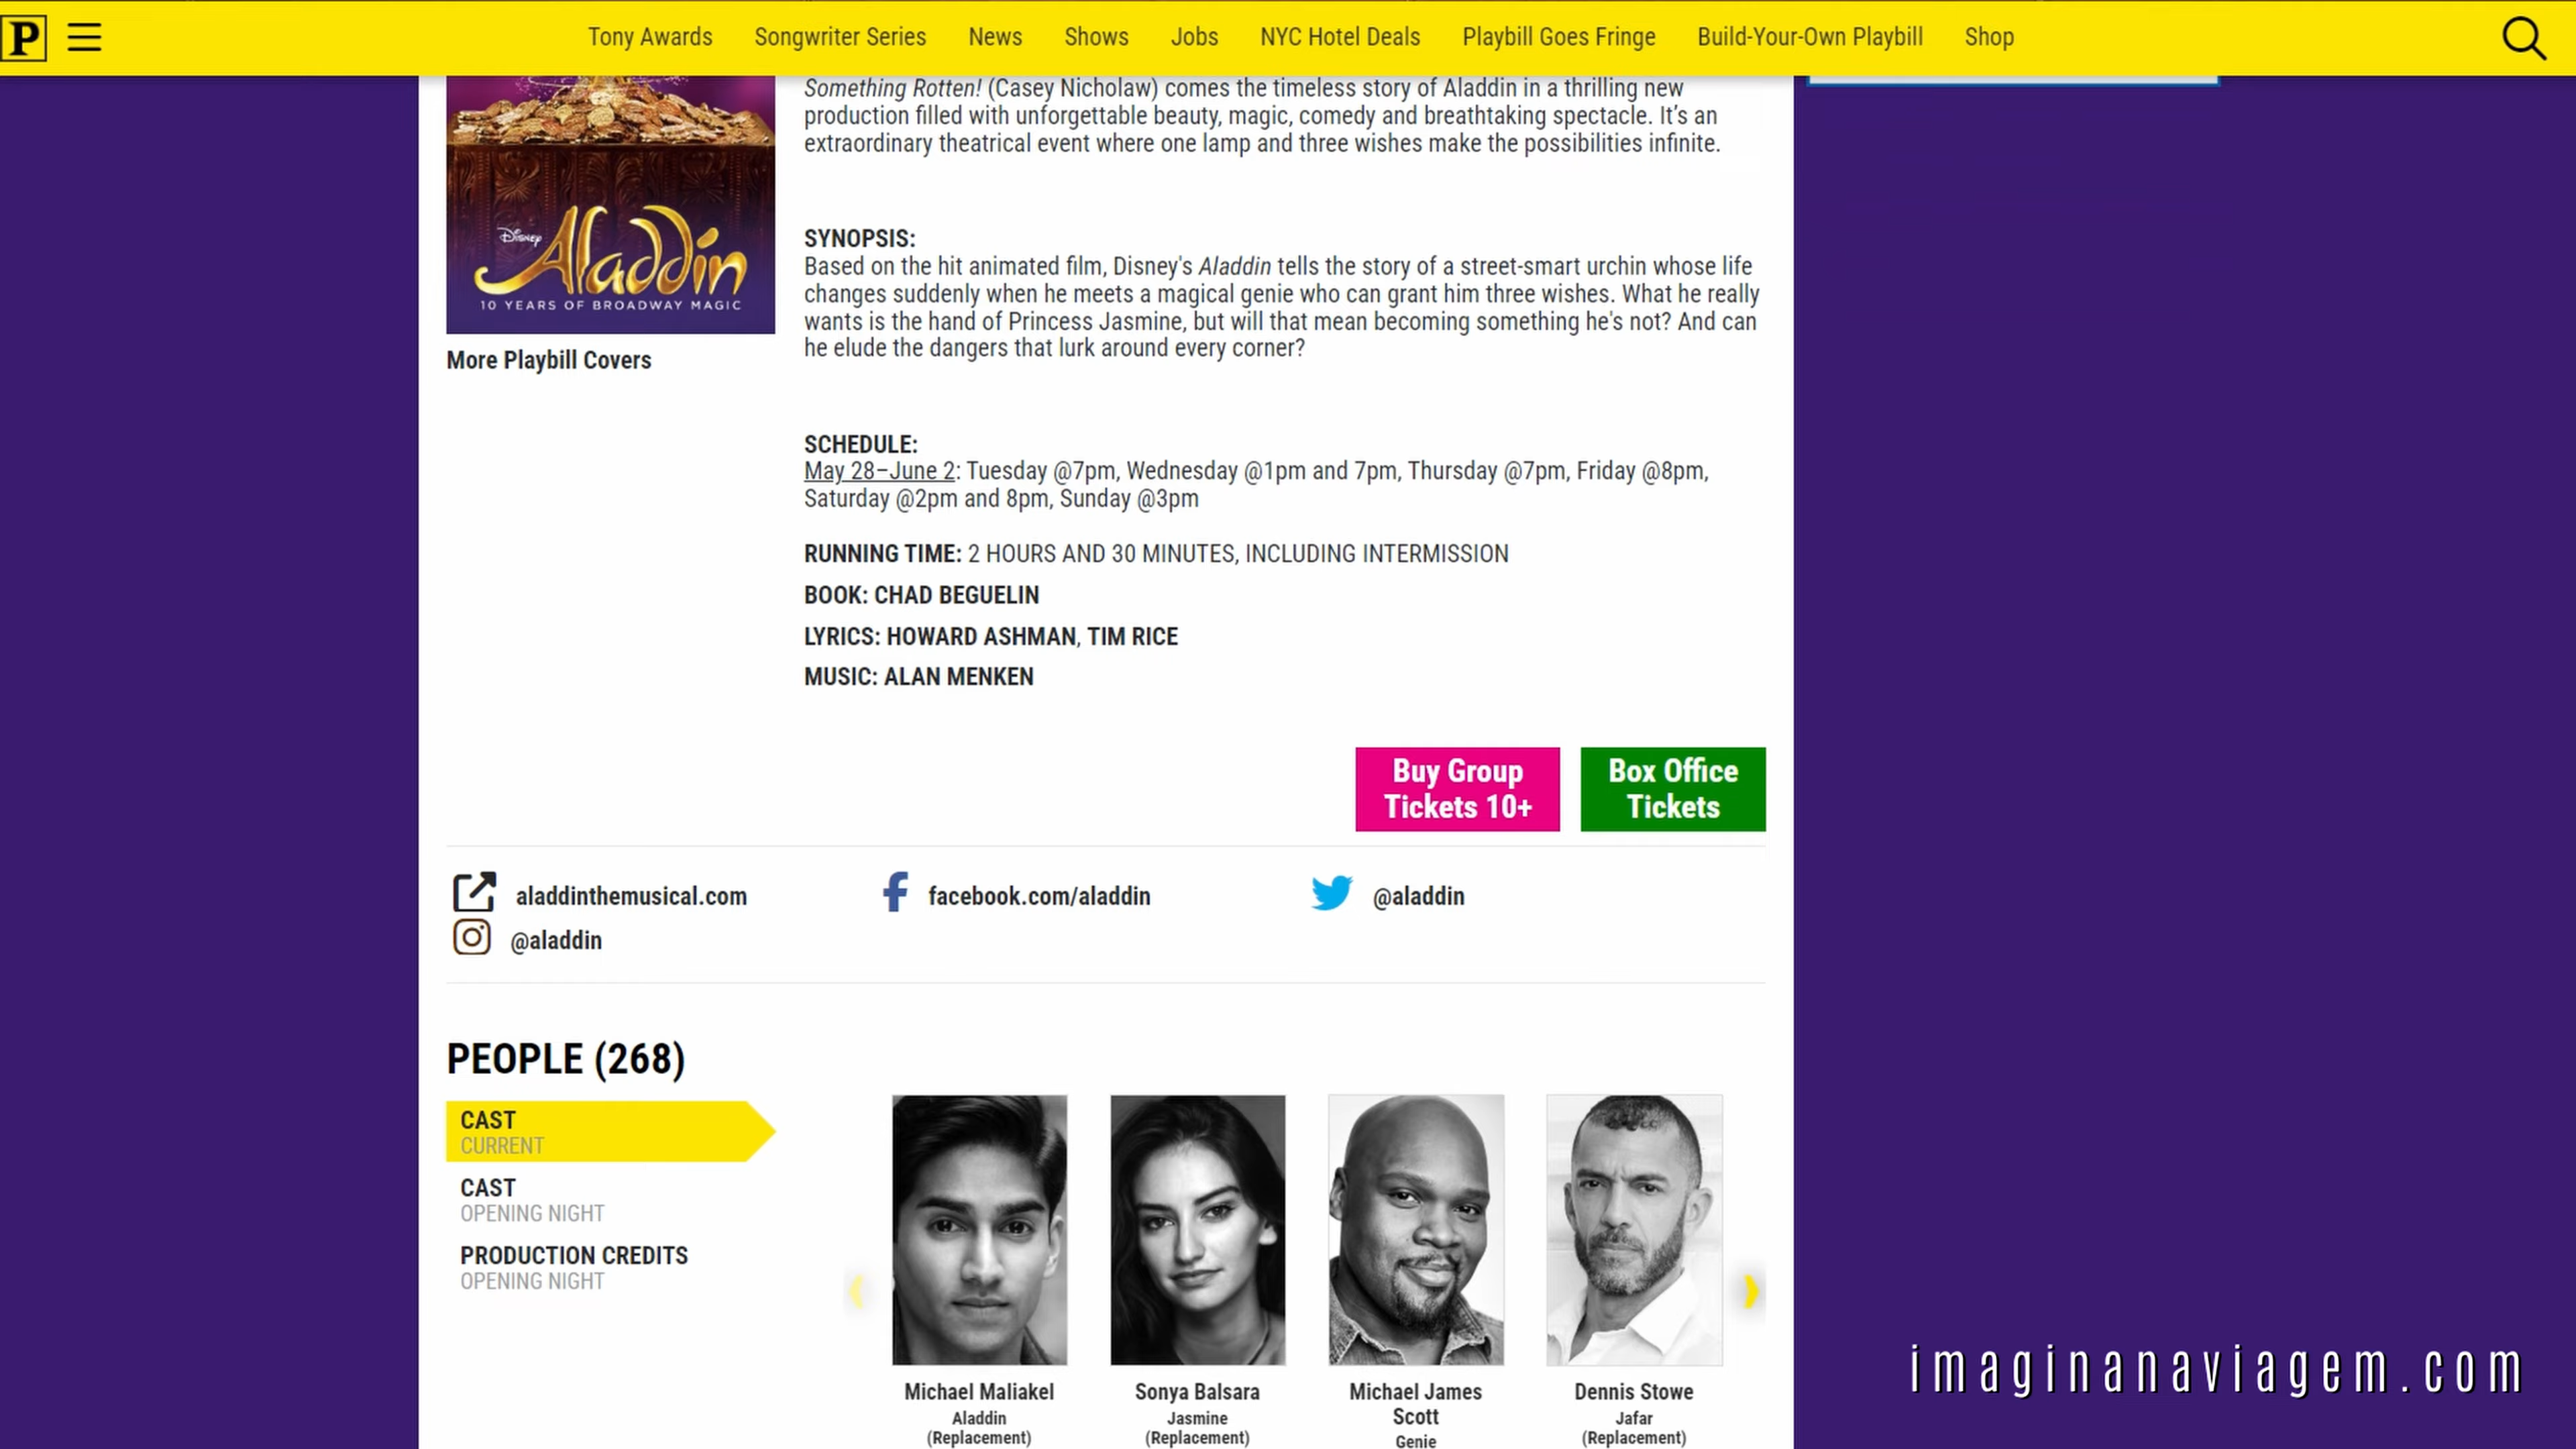 P
Tony Awards Songwriter Series News Shows Jobs NYC Hotel Deals Playbill Goes Fringe Build-Your-Own Playbill Shop
Something Rotten! (Casey Nicholaw) comes the timeless story of Aladdin in a thrilling new
production filled with unforgettable beauty, magic, comedy and breathtaking spectacle. It's an
extraordinary theatrical event where one lamp and three wishes make the possibilities infinite.
Disney
Aladdin
10 YEARS OF BROADWAY MAGIC
More Playbill Covers
SYNOPSIS:
Based on the hit animated film, Disney's Aladdin tells the story of a street-smart urchin whose life
changes suddenly when he meets a magical genie who can grant him three wishes. What he really
wants is the hand of Princess Jasmine, but will that mean becoming something he's not? And can
he elude the dangers that lurk around every corner?
SCHEDULE:
May 28–June 2: Tuesday @7pm, Wednesday @1pm and 7pm, Thursday @7pm, Friday @8pm,
Saturday @2pm and 8pm, Sunday @3pm
RUNNING TIME: 2 HOURS AND 30 MINUTES, INCLUDING INTERMISSION
BOOK: CHAD BEGUELIN
LYRICS: HOWARD ASHMAN, TIM RICE
MUSIC: ALAN MENKEN
Buy Group
Tickets 10+
Box Office
Tickets
aladdinthemusical.com
facebook.com/aladdin
@aladdin
@aladdin
PEOPLE (268)
CAST
CURRENT
CAST
OPENING NIGHT
PRODUCTION CREDITS
OPENING NIGHT
Michael Maliakel
Aladdin
(Replacement)
Sonya Balsara
Jasmine
(Replacement)
Michael James
Scott
Genie
Dennis Stowe
Jafar
(Replacement)
imaginanaviagem.com